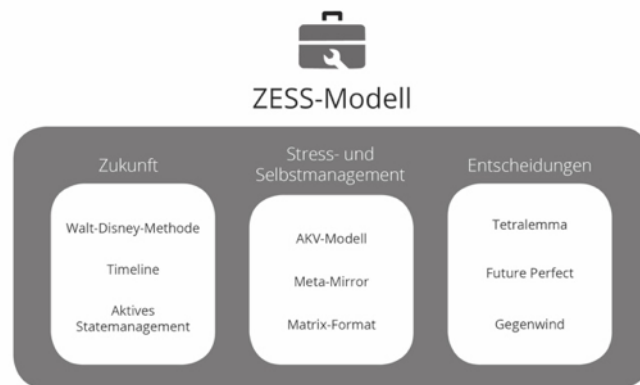 ZESS-Modell
Zukunft
Walt-Disney-Methode
Timeline
Aktives
Statemanagement
Stress- und
Selbstmanagement
AKV-Modell
Meta-Mirror
Matrix-Format
Entscheidungen
Tetralemma
Future Perfect
Gegenwind